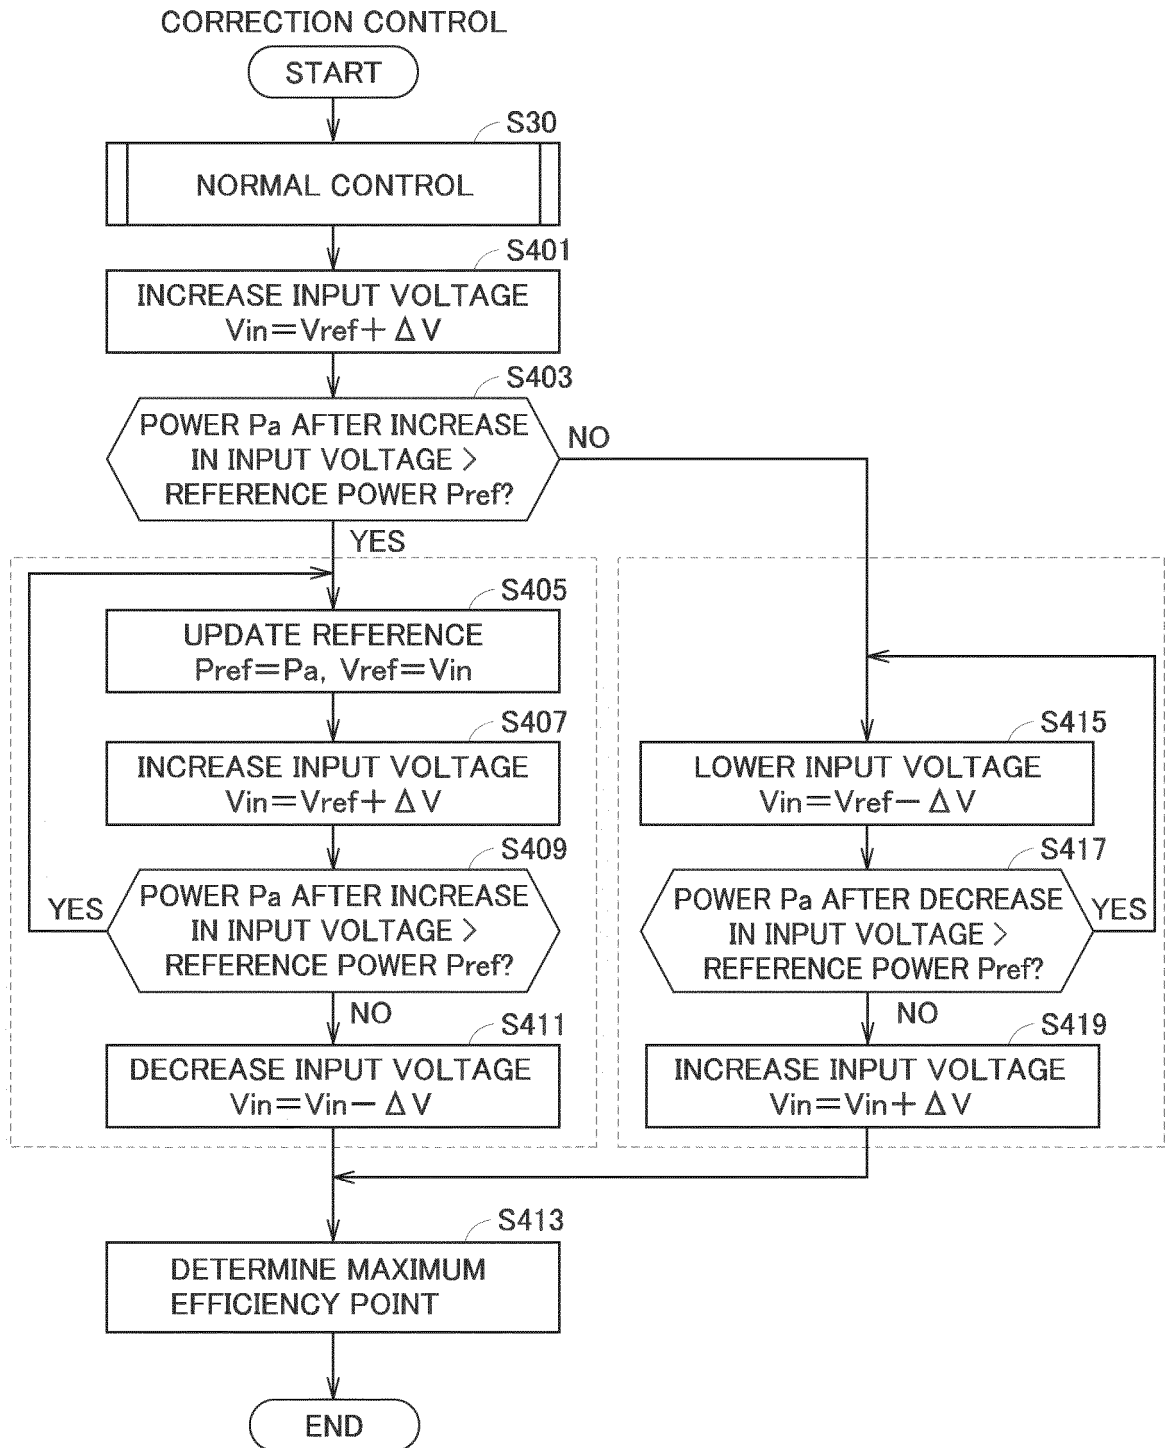 CORRECTION CONTROL
START
S30
NORMAL CONTROL
S401
INCREASE INPUT VOLTAGE
Vin=Vref+ΔV
S403
POWER Pa AFTER INCREASE
IN INPUT VOLTAGE >
REFERENCE POWER Pref?
NO
YES
S405
UPDATE REFERENCE
Pref=Pa, Vref=Vin
S407
INCREASE INPUT VOLTAGE
Vin=Vref+ΔV
S409
POWER Pa AFTER INCREASE
IN INPUT VOLTAGE >
REFERENCE POWER Pref?
YES
NO
S411
DECREASE INPUT VOLTAGE
Vin=Vin-ΔV
S415
LOWER INPUT VOLTAGE
Vin=Vref-ΔV
S417
POWER Pa AFTER DECREASE
IN INPUT VOLTAGE >
REFERENCE POWER Pref?
YES
NO
S419
INCREASE INPUT VOLTAGE
Vin=Vin+ΔV
S413
DETERMINE MAXIMUM
EFFICIENCY POINT
END